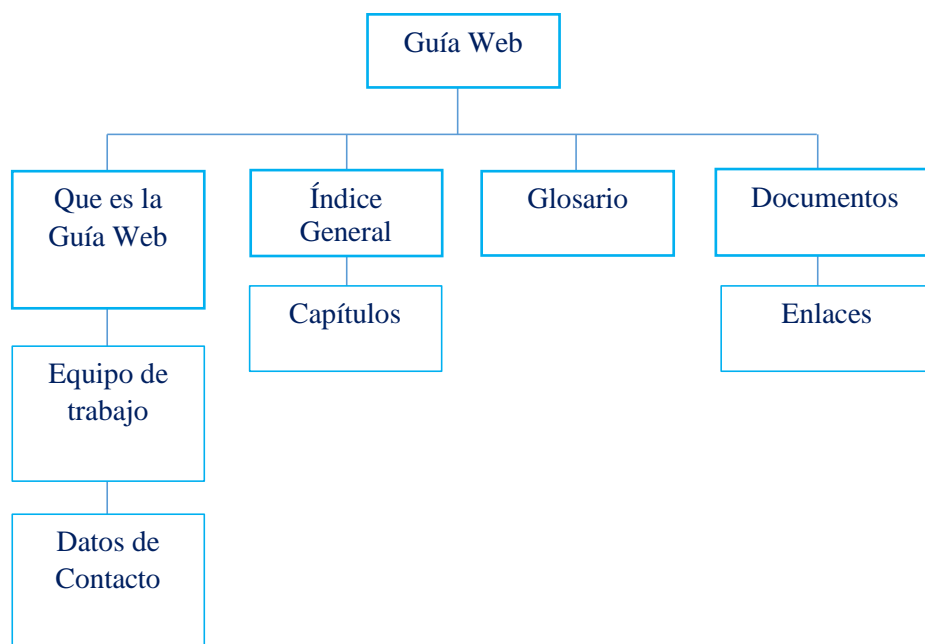 Guía Web
Que es la
Guía Web
Índice
General
Glosario
Documentos
Capítulos
Enlaces
Equipo de
trabajo
Datos de
Contacto